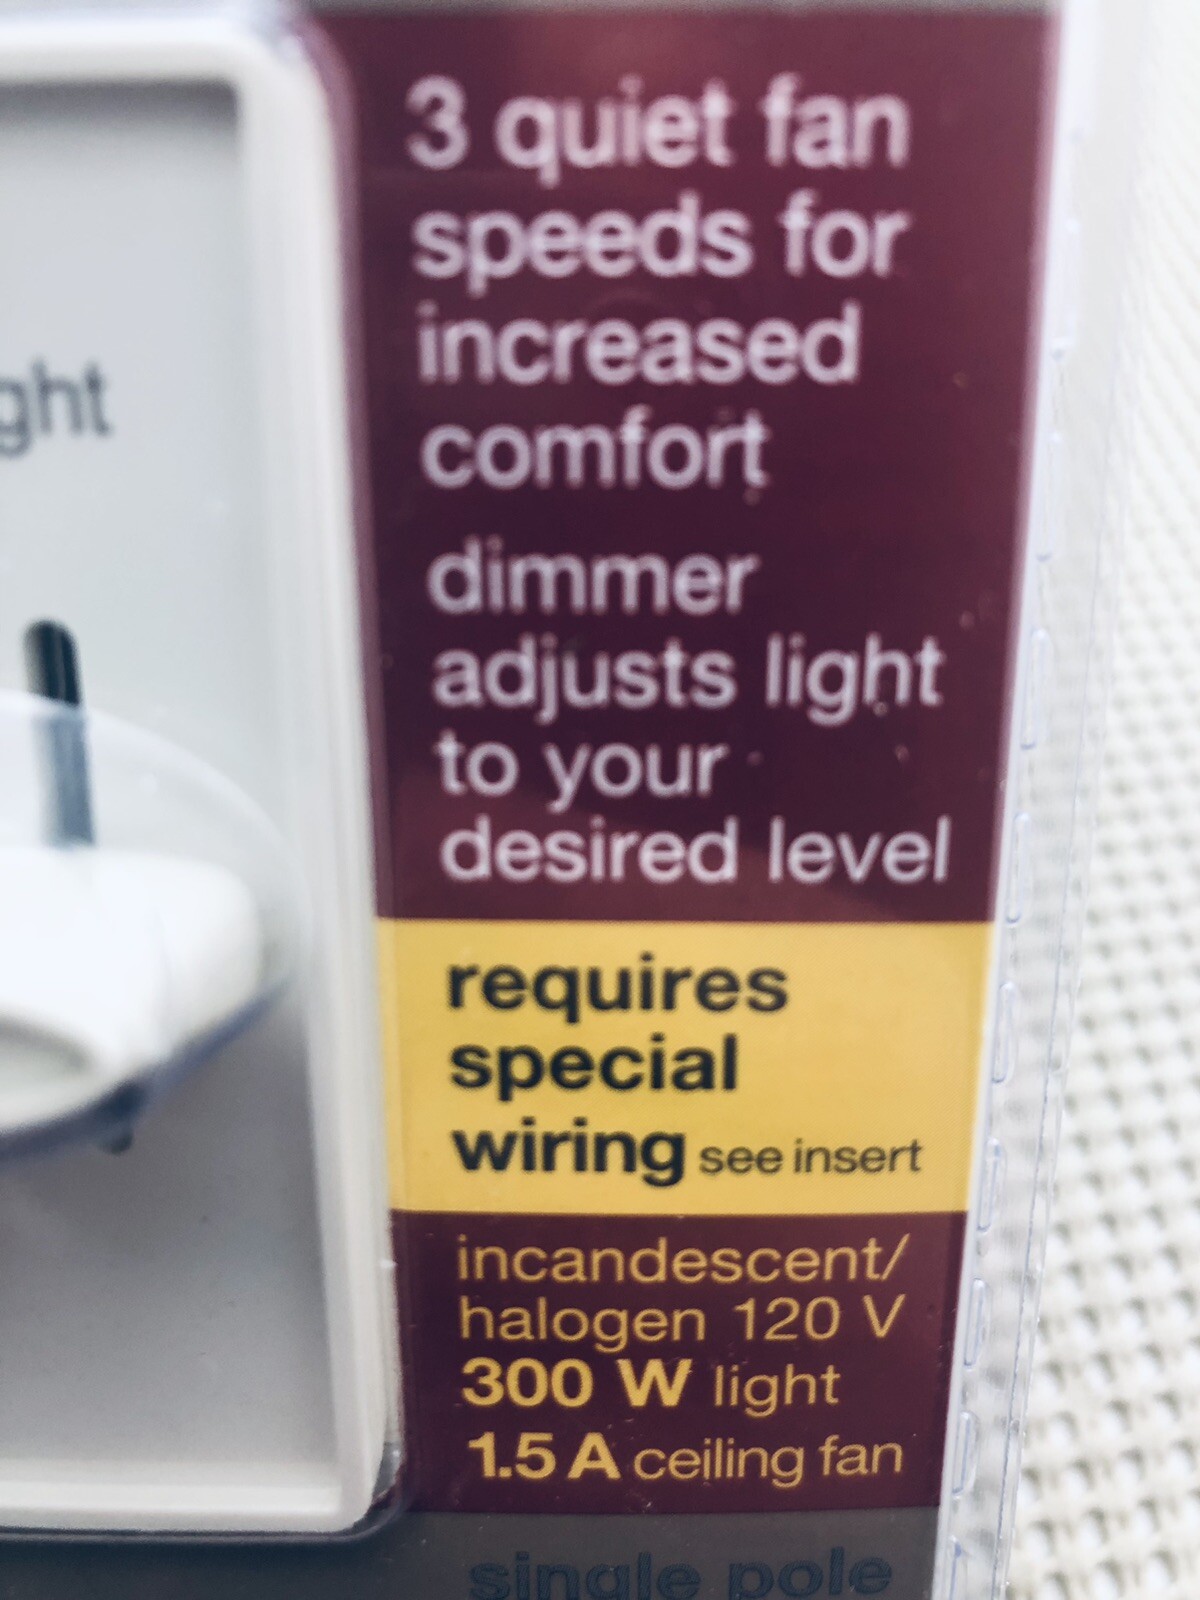 3 quiet fan
speeds for
increased
comfort
dimmer
adjusts light
to your
desired level
ght
requires
special
wiring see insert
incandescent/
halogen 120 V
300 W light
1.5 A ceiling fan
single pole